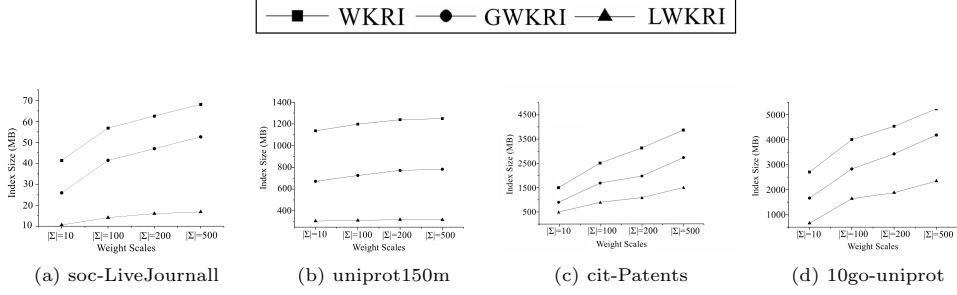 WKRI GWKRI LWKRI
Index Size (MB)
70
60
50
40
30
20
10
|Σ|=10 |Σ|=100 |Σ|=200 |Σ|=500
Weight Scales
(a) soc-LiveJournall
Index Size (MB)
1400
1200
1000
800
600
400
|Σ|=10 |Σ|=100 |Σ|=200 |Σ|=500
Weight Scales
(b) uniprot150m
Index Size (MB)
4500
3500
2500
1500
500
|Σ|=10 |Σ|=100 |Σ|=200 |Σ|=500
Weight Scales
(c) cit-Patents
Index Size (MB)
5000
4000
3000
2000
1000
|Σ|=10 |Σ|=100 |Σ|=200 |Σ|=500
Weight Scales
(d) 10go-uniprot